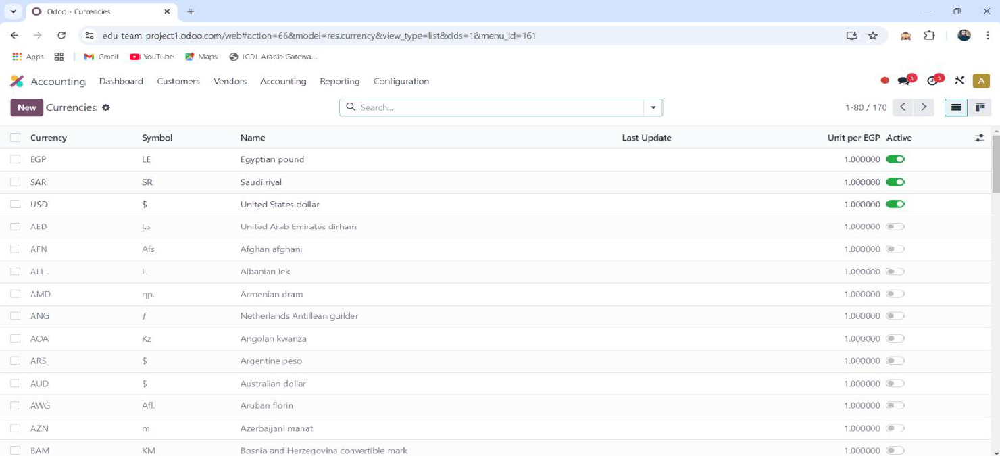 Odoo - Currencies
edu-team-project1.odoo.com/web#action=66&model=res.currency&view_type=list&cids=1&menu_id=161
Apps Gmail YouTube Maps ICDL Arabia Gatewa...
Accounting Dashboard Customers Vendors Accounting Reporting Configuration 5 5 A
New Currencies Search... 1-80 / 170
Currency Symbol Name Last Update Unit per EGP Active
EGP LE Egyptian pound 1.000000
SAR SR Saudi riyal 1.000000
USD $ United States dollar 1.000000
AED د.إ United Arab Emirates dirham 1.000000
AFN Afs Afghan afghani 1.000000
ALL L Albanian lek 1.000000
AMD դր. Armenian dram 1.000000
ANG ƒ Netherlands Antillean guilder 1.000000
AOA Kz Angolan kwanza 1.000000
ARS $ Argentine peso 1.000000
AUD $ Australian dollar 1.000000
AWG Afl. Aruban florin 1.000000
AZN m Azerbaijani manat 1.000000
BAM KM Bosnia and Herzegovina convertible mark 1.000000